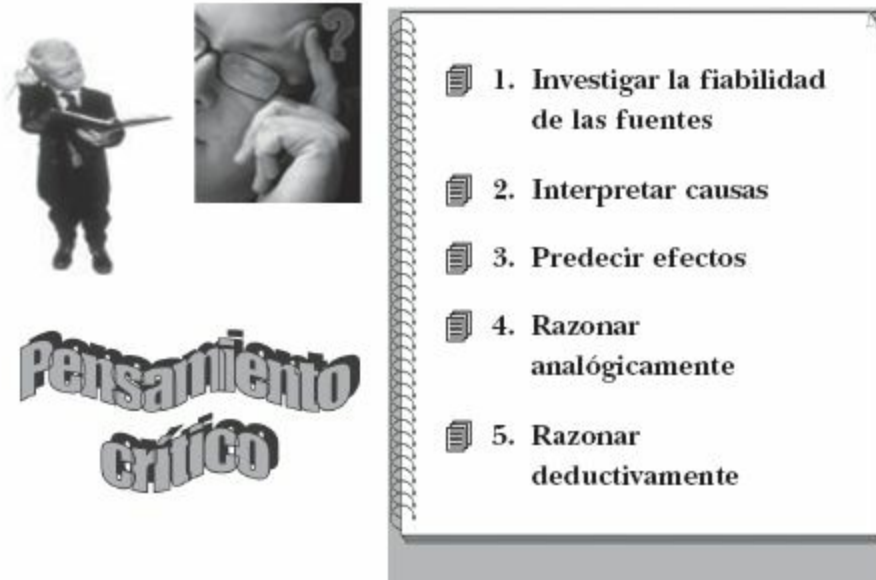 ?
Pensamiento
crítico
1. Investigar la fiabilidad
de las fuentes
2. Interpretar causas
3. Predecir efectos
4. Razonar
analógicamente
5. Razonar
deductivamente